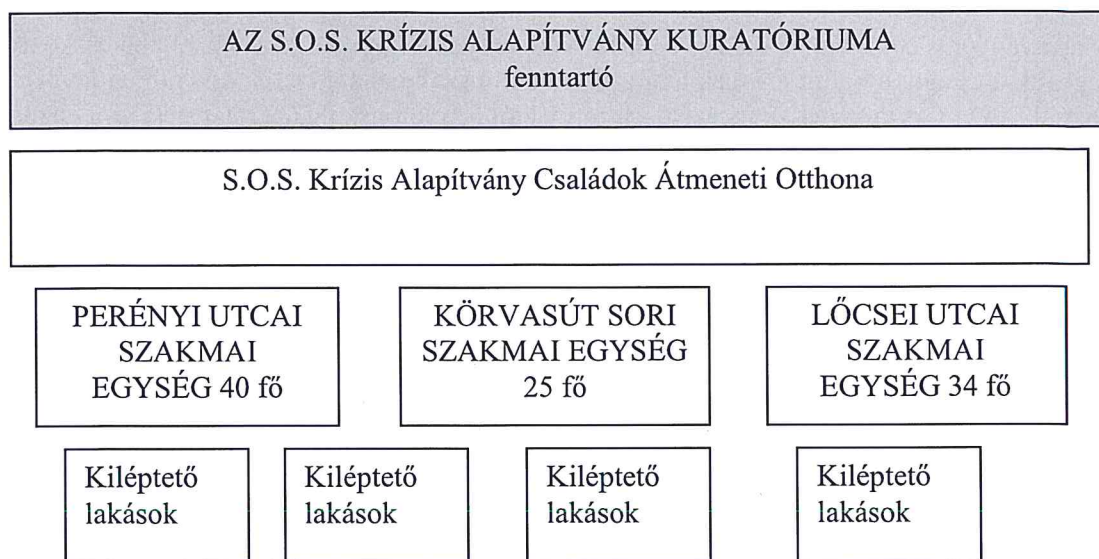 AZ S.O.S. KRÍZIS ALAPÍTVÁNY KURATÓRIUMA
fenntartó
S.O.S. Krízis Alapítvány Családok Átmeneti Otthona
PERÉNYI UTCAI
SZAKMAI
EGYSÉG 40 fő
KÖRVASÚT SORI
SZAKMAI EGYSÉG
25 fő
LŐCSEI UTCAI
SZAKMAI
EGYSÉG 34 fő
Kiléptető
lakások
Kiléptető
lakások
Kiléptető
lakások
Kiléptető
lakások